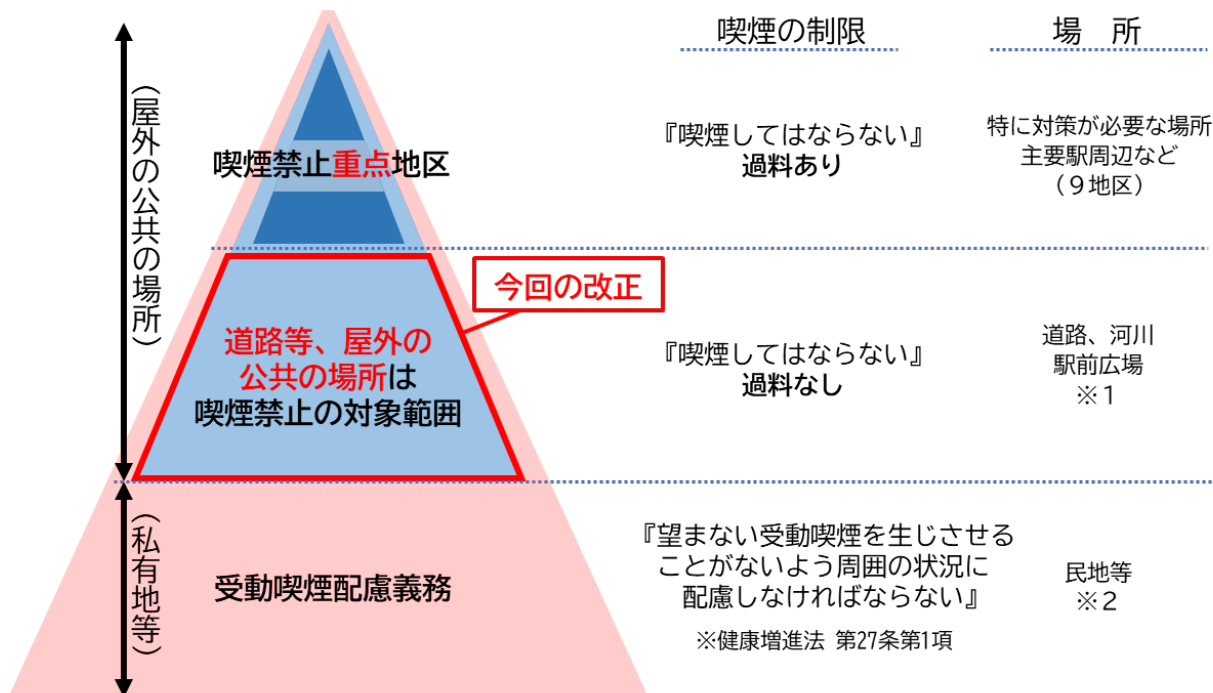 喫煙の制限
場　所
（屋外の公共の場所）
喫煙禁止重点地区
『喫煙してはならない』
過料あり
特に対策が必要な場所
主要駅周辺など
（９地区）
今回の改正
道路等、屋外の
公共の場所は
喫煙禁止の対象範囲
『喫煙してはならない』
過料なし
道路、河川
駅前広場
※１
（私有地等）
受動喫煙配慮義務
『望まない受動喫煙を生じさせる
ことがないよう周囲の状況に
配慮しなければならない』
※健康増進法 第27条第1項
民地等
※２